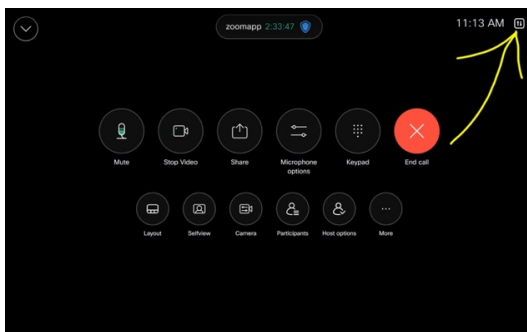 zoomapp 2:33:47
11:13 AM
Mute
Stop Video
Share
Microphone
options
Keypad
End call
Layout
Selfview
Camera
Participants
Host options
More